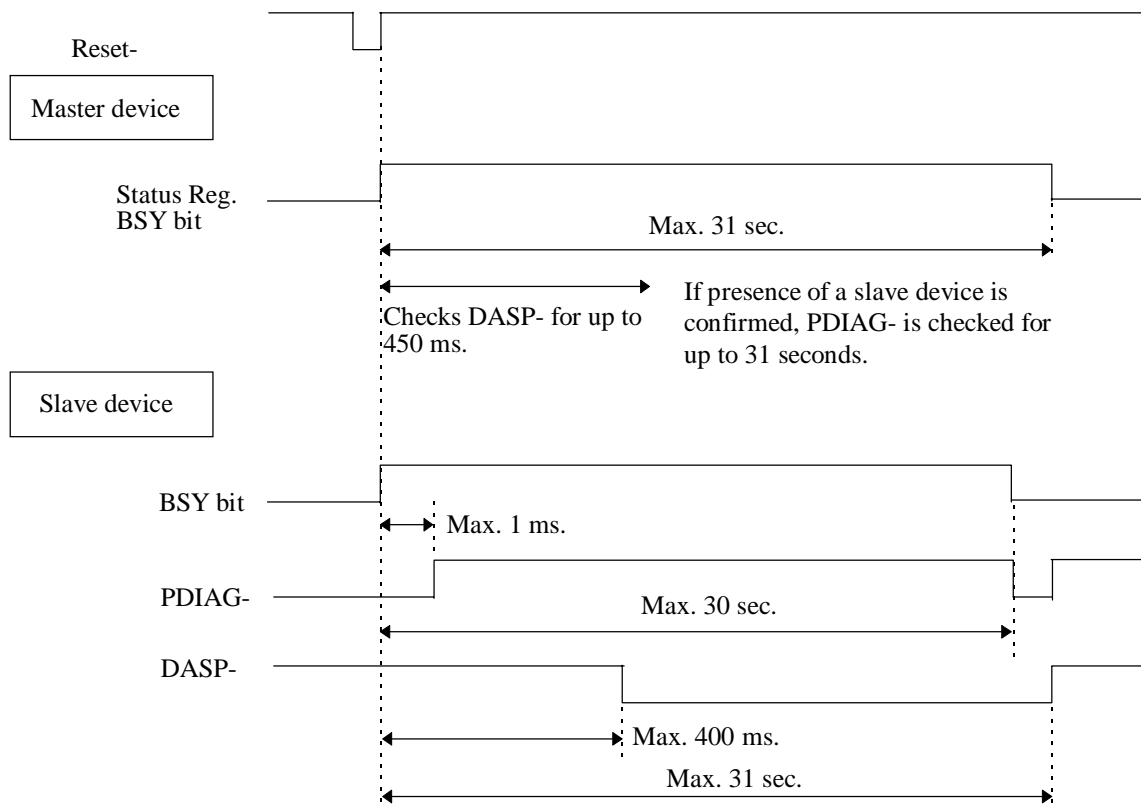 Reset-
Master device
Status Reg.
BSY bit
Max. 31 sec.
Checks DASP- for up to
450 ms.
If presence of a slave device is
confirmed, PDIAG- is checked for
up to 31 seconds.
Slave device
BSY bit
Max. 1 ms.
PDIAG-
Max. 30 sec.
DASP-
Max. 400 ms.
Max. 31 sec.